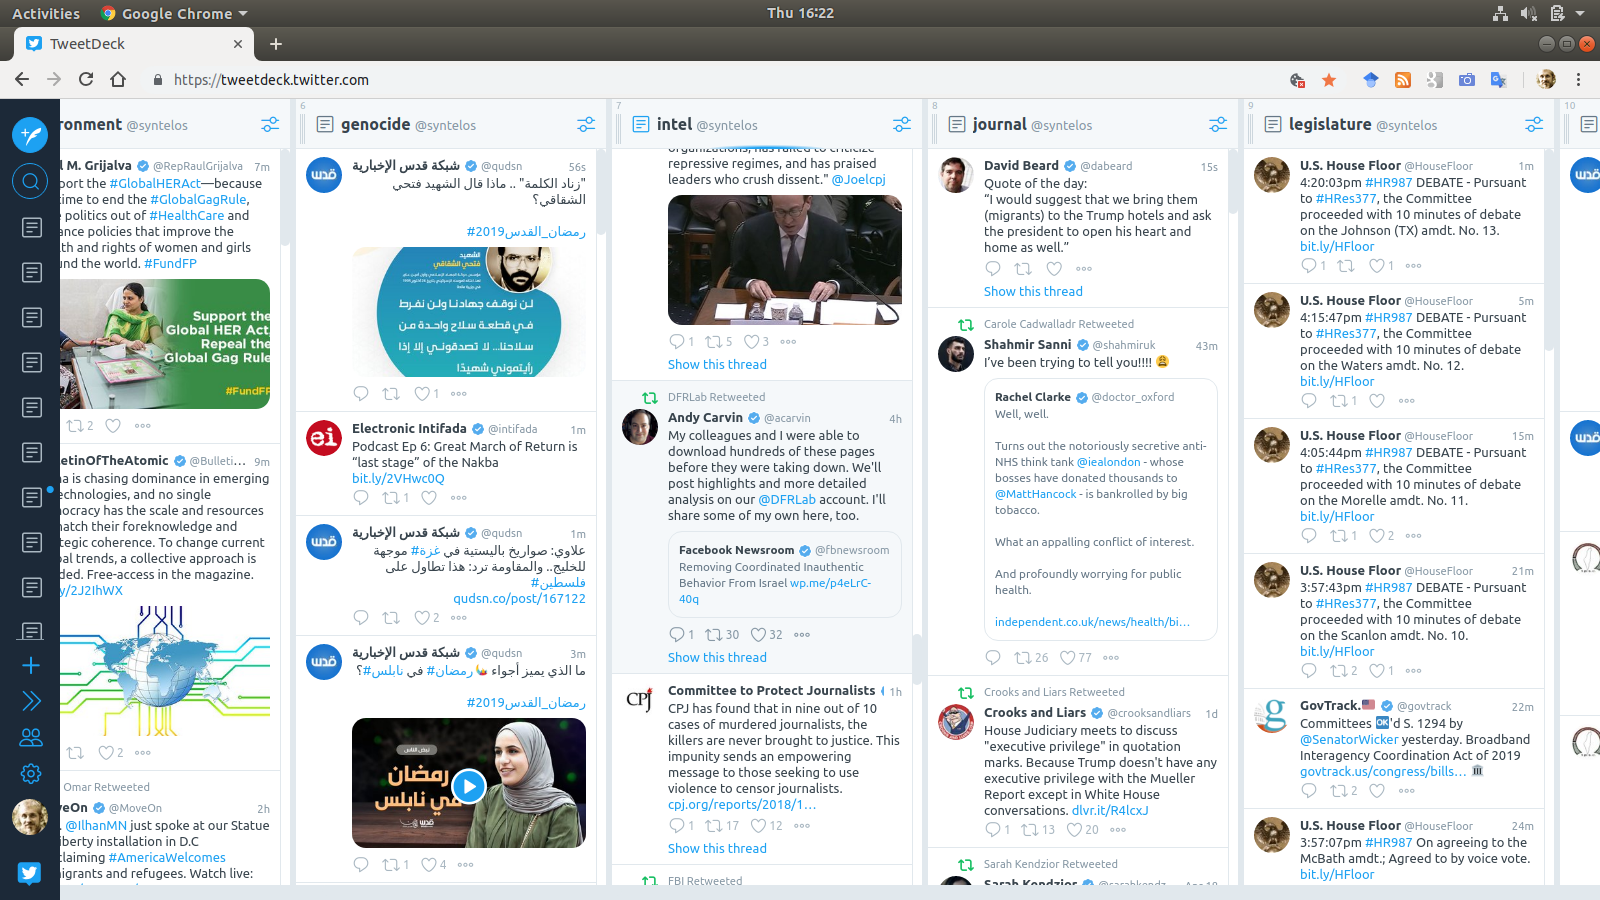 Activities
Google Chrome
Thu 16:22
TweetDeck
https://tweetdeck.twitter.com
ronment @syntelos
l M. Grijalva @RepRaulGrijalva 7m
port the #GlobalHERAct—because
time to end the #GlobalGagRule,
politics out of #HealthCare and
ance policies that improve the
lth and rights of women and girls
und the world. #FundFP
Support the
Global HER Act.
Repeal the
Global Gag Rule
#FundFP
2
letinOfTheAtomic @Bulleti... 9m
na is chasing dominance in emerging
echnologies, and no single
mocracy has the scale and resources
match their foreknowledge and
tegic coherence. To change current
bal trends, a collective approach is
ded. Free-access in the magazine.
y/2J2IhWX
2
Omar Retweeted
veOn @MoveOn 2h
. @IlhanMN just spoke at our Statue
iberty installation in D.C
claiming #AmericaWelcomes
migrants and refugees. Watch live:
6
genocide @syntelos
شبكة قدس الإخبارية @qudsn 56s
"زناد الكلمة" .. ماذا قال الشهيد فتحي
الشقاقي؟
#رمضان_القدس2019
الشهيد
فتحي الشقاقي
لن نوقف جهادنا ولن نفرط
في قطعة سلاح واحدة من
سلاحنا... لا تصدقوني إلا إذا
رأيتموني شهيدًا
1
Electronic Intifada @intifada 1m
Podcast Ep 6: Great March of Return is
“last stage” of the Nakba
bit.ly/2VHwc0Q
1
شبكة قدس الإخبارية @qudsn 1m
علاوي: صواريخ باليستية في #غزة موجهة
للخليج.. والمقاومة ترد: هذا تطاول على
#فلسطين
qudsn.co/post/167122
2
شبكة قدس الإخبارية @qudsn 3m
ما الذي يميز أجواء #رمضان في #نابلس؟
#رمضان_القدس2019
نبض الناس
رمضان
في نابلس
قدس
1 4
7
intel @syntelos
organizations, has failed to criticize
repressive regimes, and has praised
leaders who crush dissent." @Joelcpj
1 5 3
Show this thread
DFRLab Retweeted
Andy Carvin @acarvin 4h
My colleagues and I were able to
download hundreds of these pages
before they were taking down. We'll
post highlights and more detailed
analysis on our @DFRLab account. I'll
share some of my own here, too.
Facebook Newsroom @fbnewsroom
Removing Coordinated Inauthentic
Behavior From Israel wp.me/p4eLrC-
40q
1 30 32
Show this thread
CPJ
Committee to Protect Journalists 1h
CPJ has found that in nine out of 10
cases of murdered journalists, the
killers are never brought to justice. This
impunity sends an empowering
message to those seeking to use
violence to censor journalists.
cpj.org/reports/2018/1…
1 17 12
Show this thread
FBI Retweeted
8
journal @syntelos
David Beard @dabeard 15s
Quote of the day:
“I would suggest that we bring them
(migrants) to the Trump hotels and ask
the president to open his heart and
home as well.”
Show this thread
Carole Cadwalladr Retweeted
Shahmir Sanni @shahmiruk 43m
I’ve been trying to tell you!!!! 😩
Rachel Clarke @doctor_oxford
Well, well.
Turns out the notoriously secretive anti-
NHS think tank @iealondon - whose
bosses have donated thousands to
@MattHancock - is bankrolled by big
tobacco.
What an appalling conflict of interest.
And profoundly worrying for public
health.
independent.co.uk/news/health/bi…
26 77
Crooks and Liars Retweeted
Crooks and Liars @crooksandliars 1d
House Judiciary meets to discuss
"executive privilege" in quotation
marks. Because Trump doesn't have any
executive privilege with the Mueller
Report except in White House
conversations. dlvr.it/R4lcxJ
1 13 20
Sarah Kendzior Retweeted
Sarah Kendzior @sarahkendz Apr 18
9
legislature @syntelos
U.S. House Floor @HouseFloor 1m
4:20:03pm #HR987 DEBATE - Pursuant
to #HRes377, the Committee
proceeded with 10 minutes of debate
on the Johnson (TX) amdt. No. 13.
bit.ly/HFloor
1 1
U.S. House Floor @HouseFloor 5m
4:15:47pm #HR987 DEBATE - Pursuant
to #HRes377, the Committee
proceeded with 10 minutes of debate
on the Waters amdt. No. 12.
bit.ly/HFloor
1
U.S. House Floor @HouseFloor 15m
4:05:44pm #HR987 DEBATE - Pursuant
to #HRes377, the Committee
proceeded with 10 minutes of debate
on the Morelle amdt. No. 11.
bit.ly/HFloor
1 2
U.S. House Floor @HouseFloor 21m
3:57:43pm #HR987 DEBATE - Pursuant
to #HRes377, the Committee
proceeded with 10 minutes of debate
on the Scanlon amdt. No. 10.
bit.ly/HFloor
2 1
GovTrack.🇺🇸 @govtrack 22m
Committees 🆗'd S. 1294 by
@SenatorWicker yesterday. Broadband
Interagency Coordination Act of 2019
govtrack.us/congress/bills… 🏛
2
U.S. House Floor @HouseFloor 24m
3:57:07pm #HR987 On agreeing to the
McBath amdt.; Agreed to by voice vote.
bit.ly/HFloor
10